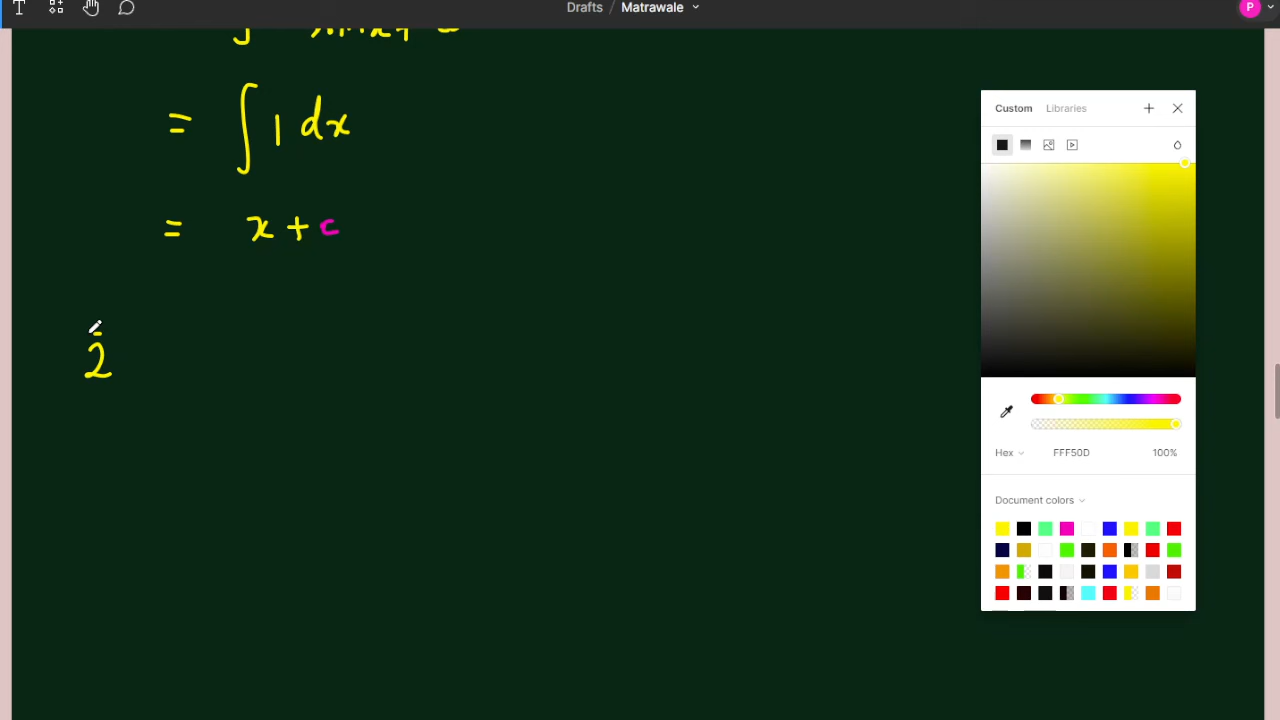 T Drafts Matrawale P
= ∫ 1 dx
Custom Libraries
= x + c
2
Hex FFF50D 100%
Document colors